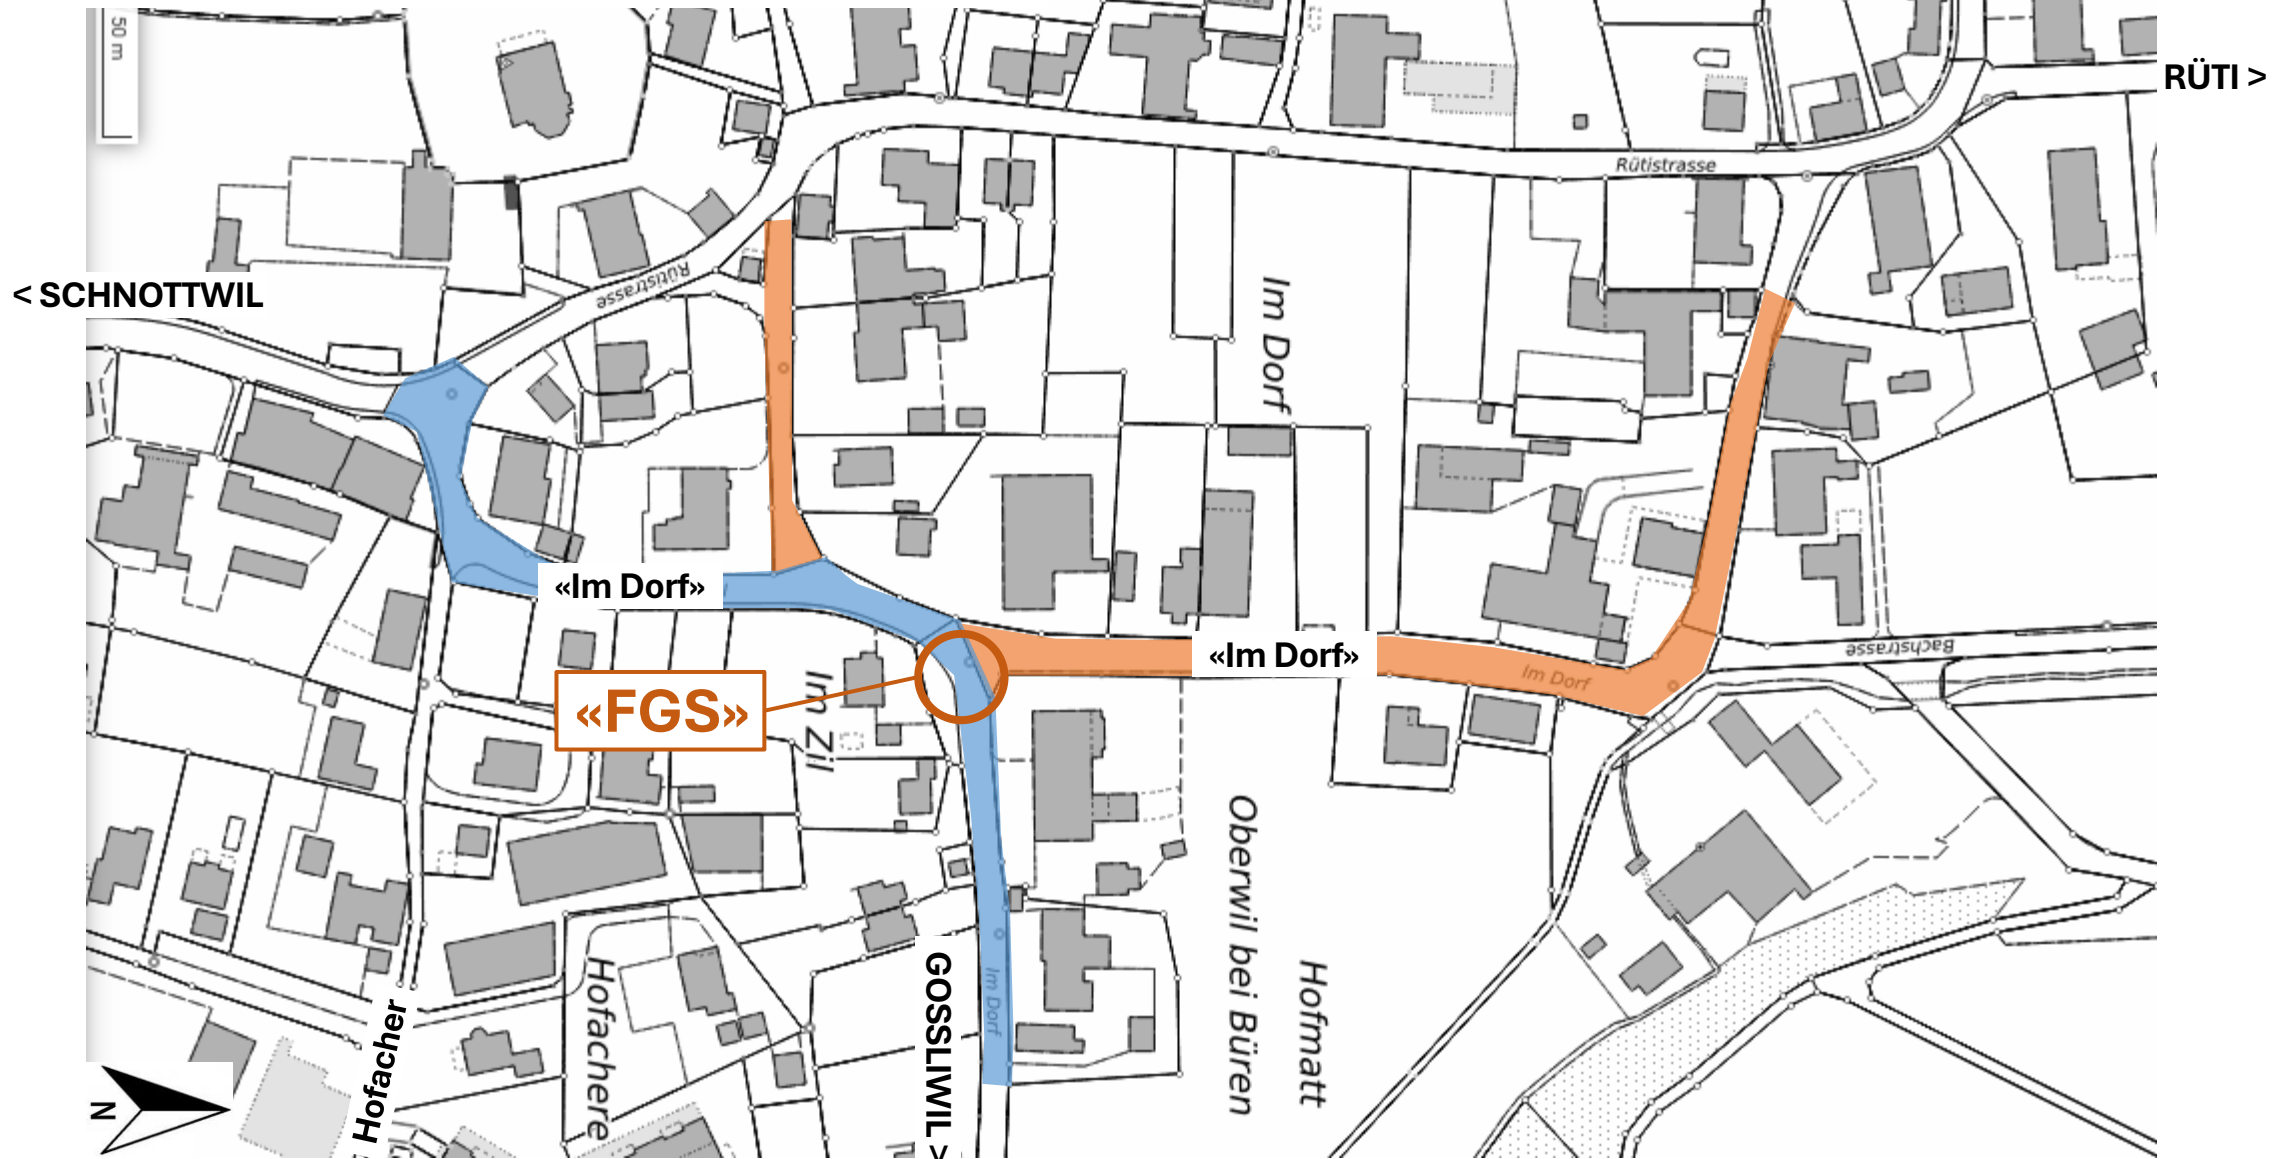 50 m
RÜTI >
Rütistrasse
< SCHNOTTWIL
Rütistrasse
Im Dorf
«Im Dorf»
«Im Dorf»
Bachstrasse
Im Dorf
«FGS»
Im Zil
Oberwil bei Büren
Hofmatt
GOSSLIWIL >
Im Dorf
Hofachere
Hofacher
N